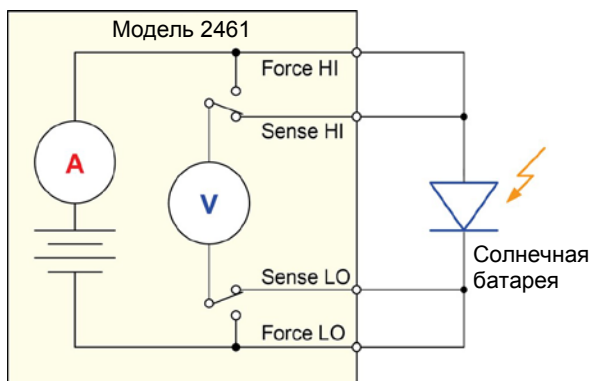 Модель 2461
Force HI
Sense HI
A
V
Sense LO
Force LO
Солнечная
батарея